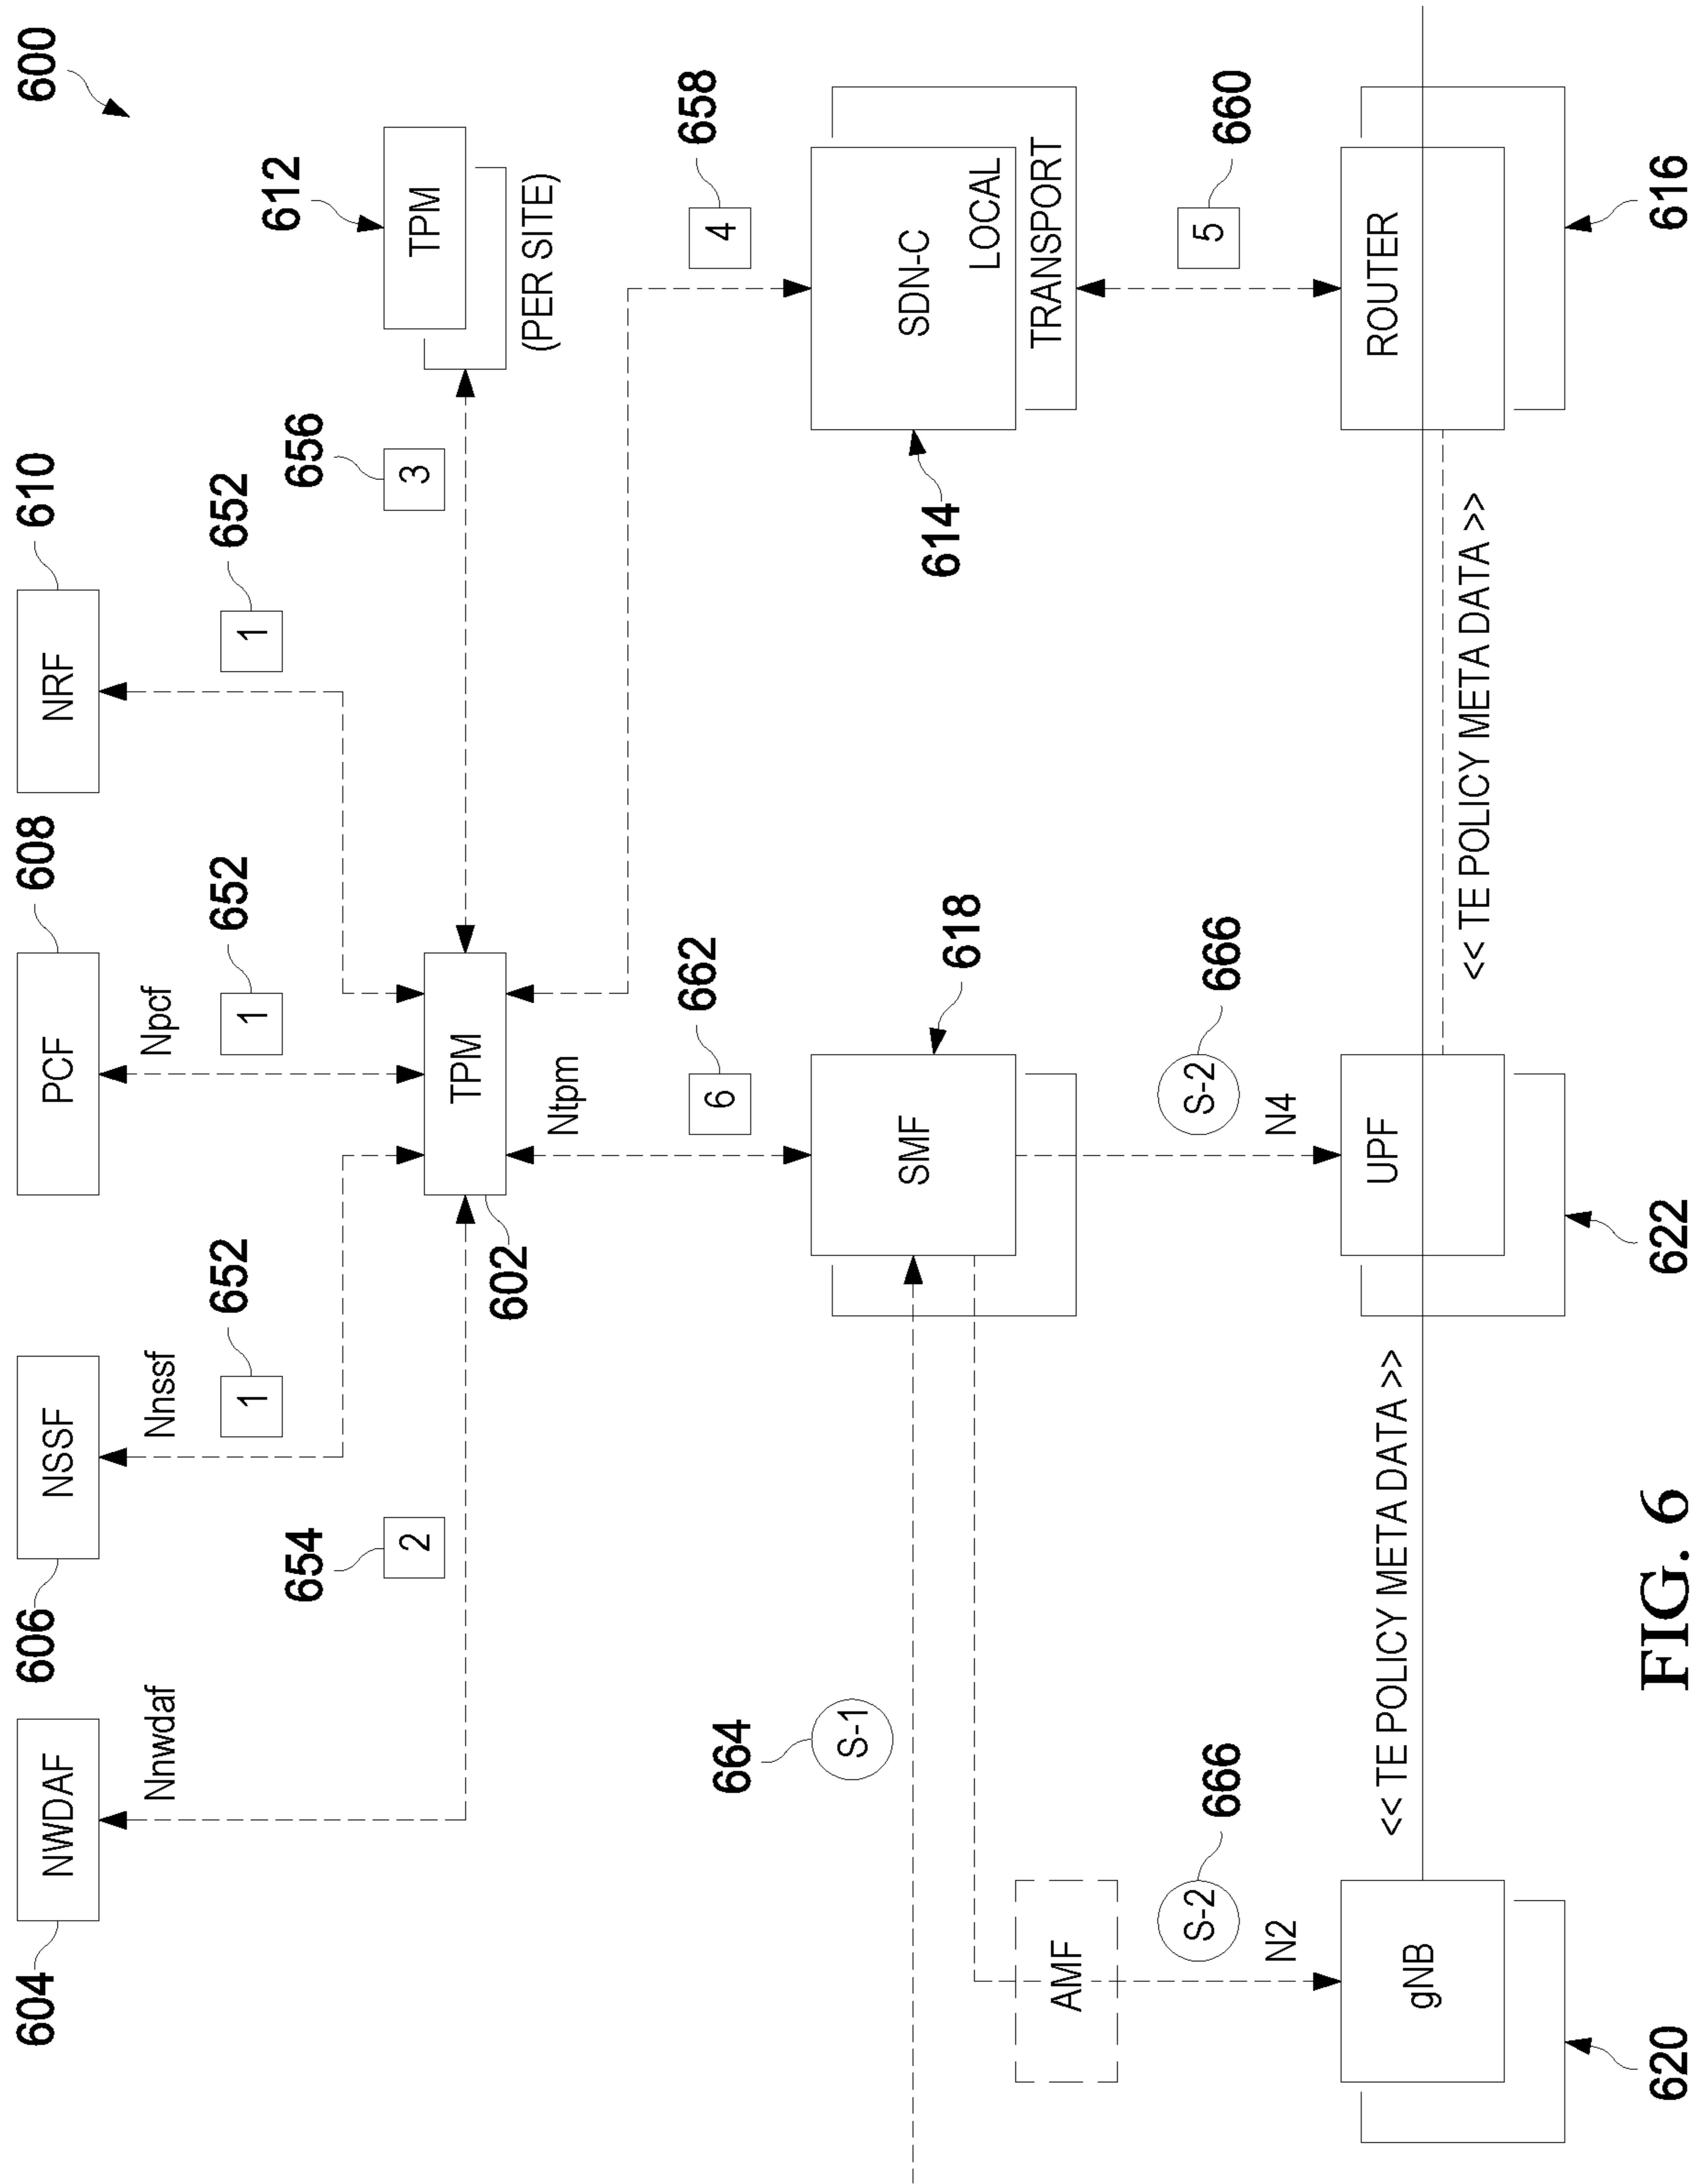 600
604
NWDAF
606
NSSF
PCF
608
NRF
610
Nnwdaf
Nnssf
Npcf
1
652
1
652
1
652
2
654
3
656
TPM
612
(PER SITE)
TPM
602
Ntpm
6
662
4
658
S-1
664
SMF
618
SDN-C
LOCAL
TRANSPORT
614
AMF
S-2
666
N2
S-2
666
N4
5
660
gNB
620
<< TE POLICY META DATA >>
UPF
622
<< TE POLICY META DATA >>
ROUTER
616
FIG. 6